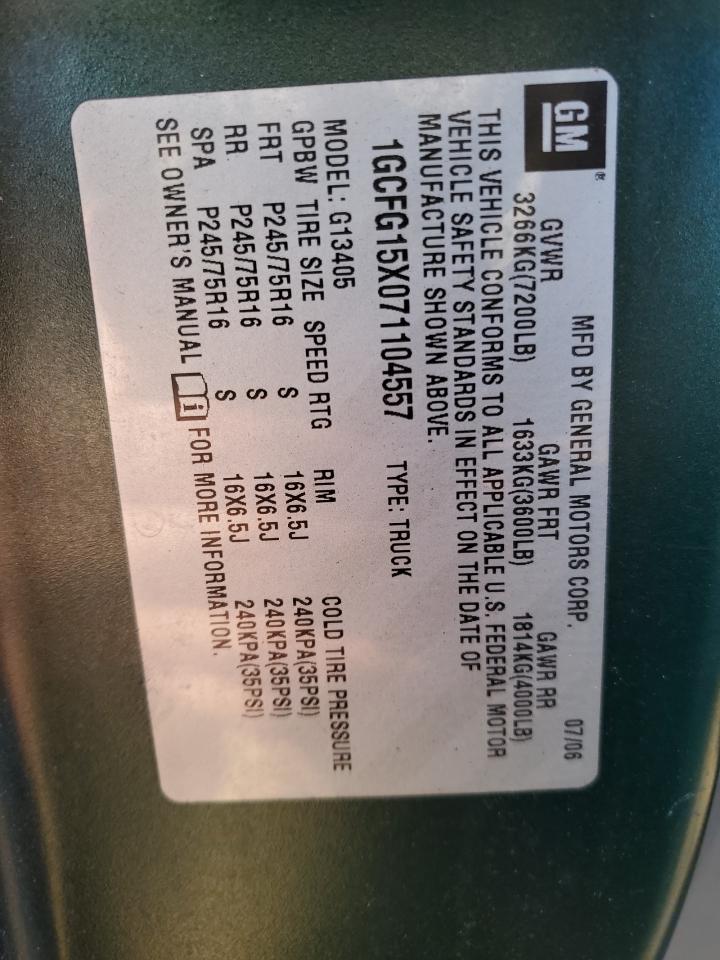 GM®
MFD BY GENERAL MOTORS CORP. 07/06
GVWR GAWR FRT GAWR RR
3266KG(7200LB) 1633KG(3600LB) 1814KG(4000LB)
THIS VEHICLE CONFORMS TO ALL APPLICABLE U.S. FEDERAL MOTOR
VEHICLE SAFETY STANDARDS IN EFFECT ON THE DATE OF
MANUFACTURE SHOWN ABOVE.
1GCFG15X071104557 TYPE: TRUCK
MODEL: G13405
GPBW TIRE SIZE SPEED RTG RIM COLD TIRE PRESSURE
FRT P245/75R16 S 16X6.5J 240KPA(35PSI)
RR P245/75R16 S 16X6.5J 240KPA(35PSI)
SPA P245/75R16 S 16X6.5J 240KPA(35PSI)
SEE OWNER'S MANUAL i FOR MORE INFORMATION.